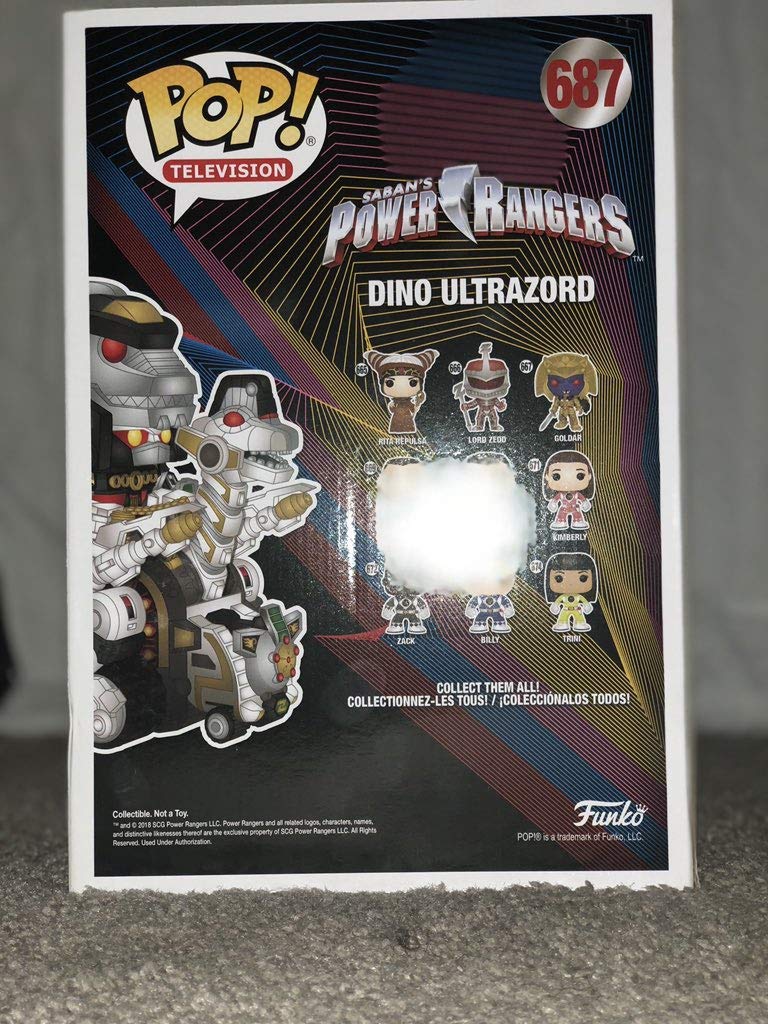 POP!®
TELEVISION
687
SABAN'S
POWER RANGERS™
DINO ULTRAZORD
665
666
667
RITA REPULSA
LORD ZEDD
GOLDAR
671
KIMBERLY
672
ZACK
BILLY
TRINI
COLLECT THEM ALL!
COLLECTIONNEZ-LES TOUS! / ¡COLECCIÓNALOS TODOS!
Collectible. Not a Toy.
™ and © 2018 SCG Power Rangers LLC. Power Rangers and all related logos, characters, names,
and distinctive likenesses thereof are the exclusive property of SCG Power Rangers LLC. All Rights
Reserved. Used Under Authorization.
Funko
POP!® is a trademark of Funko, LLC.